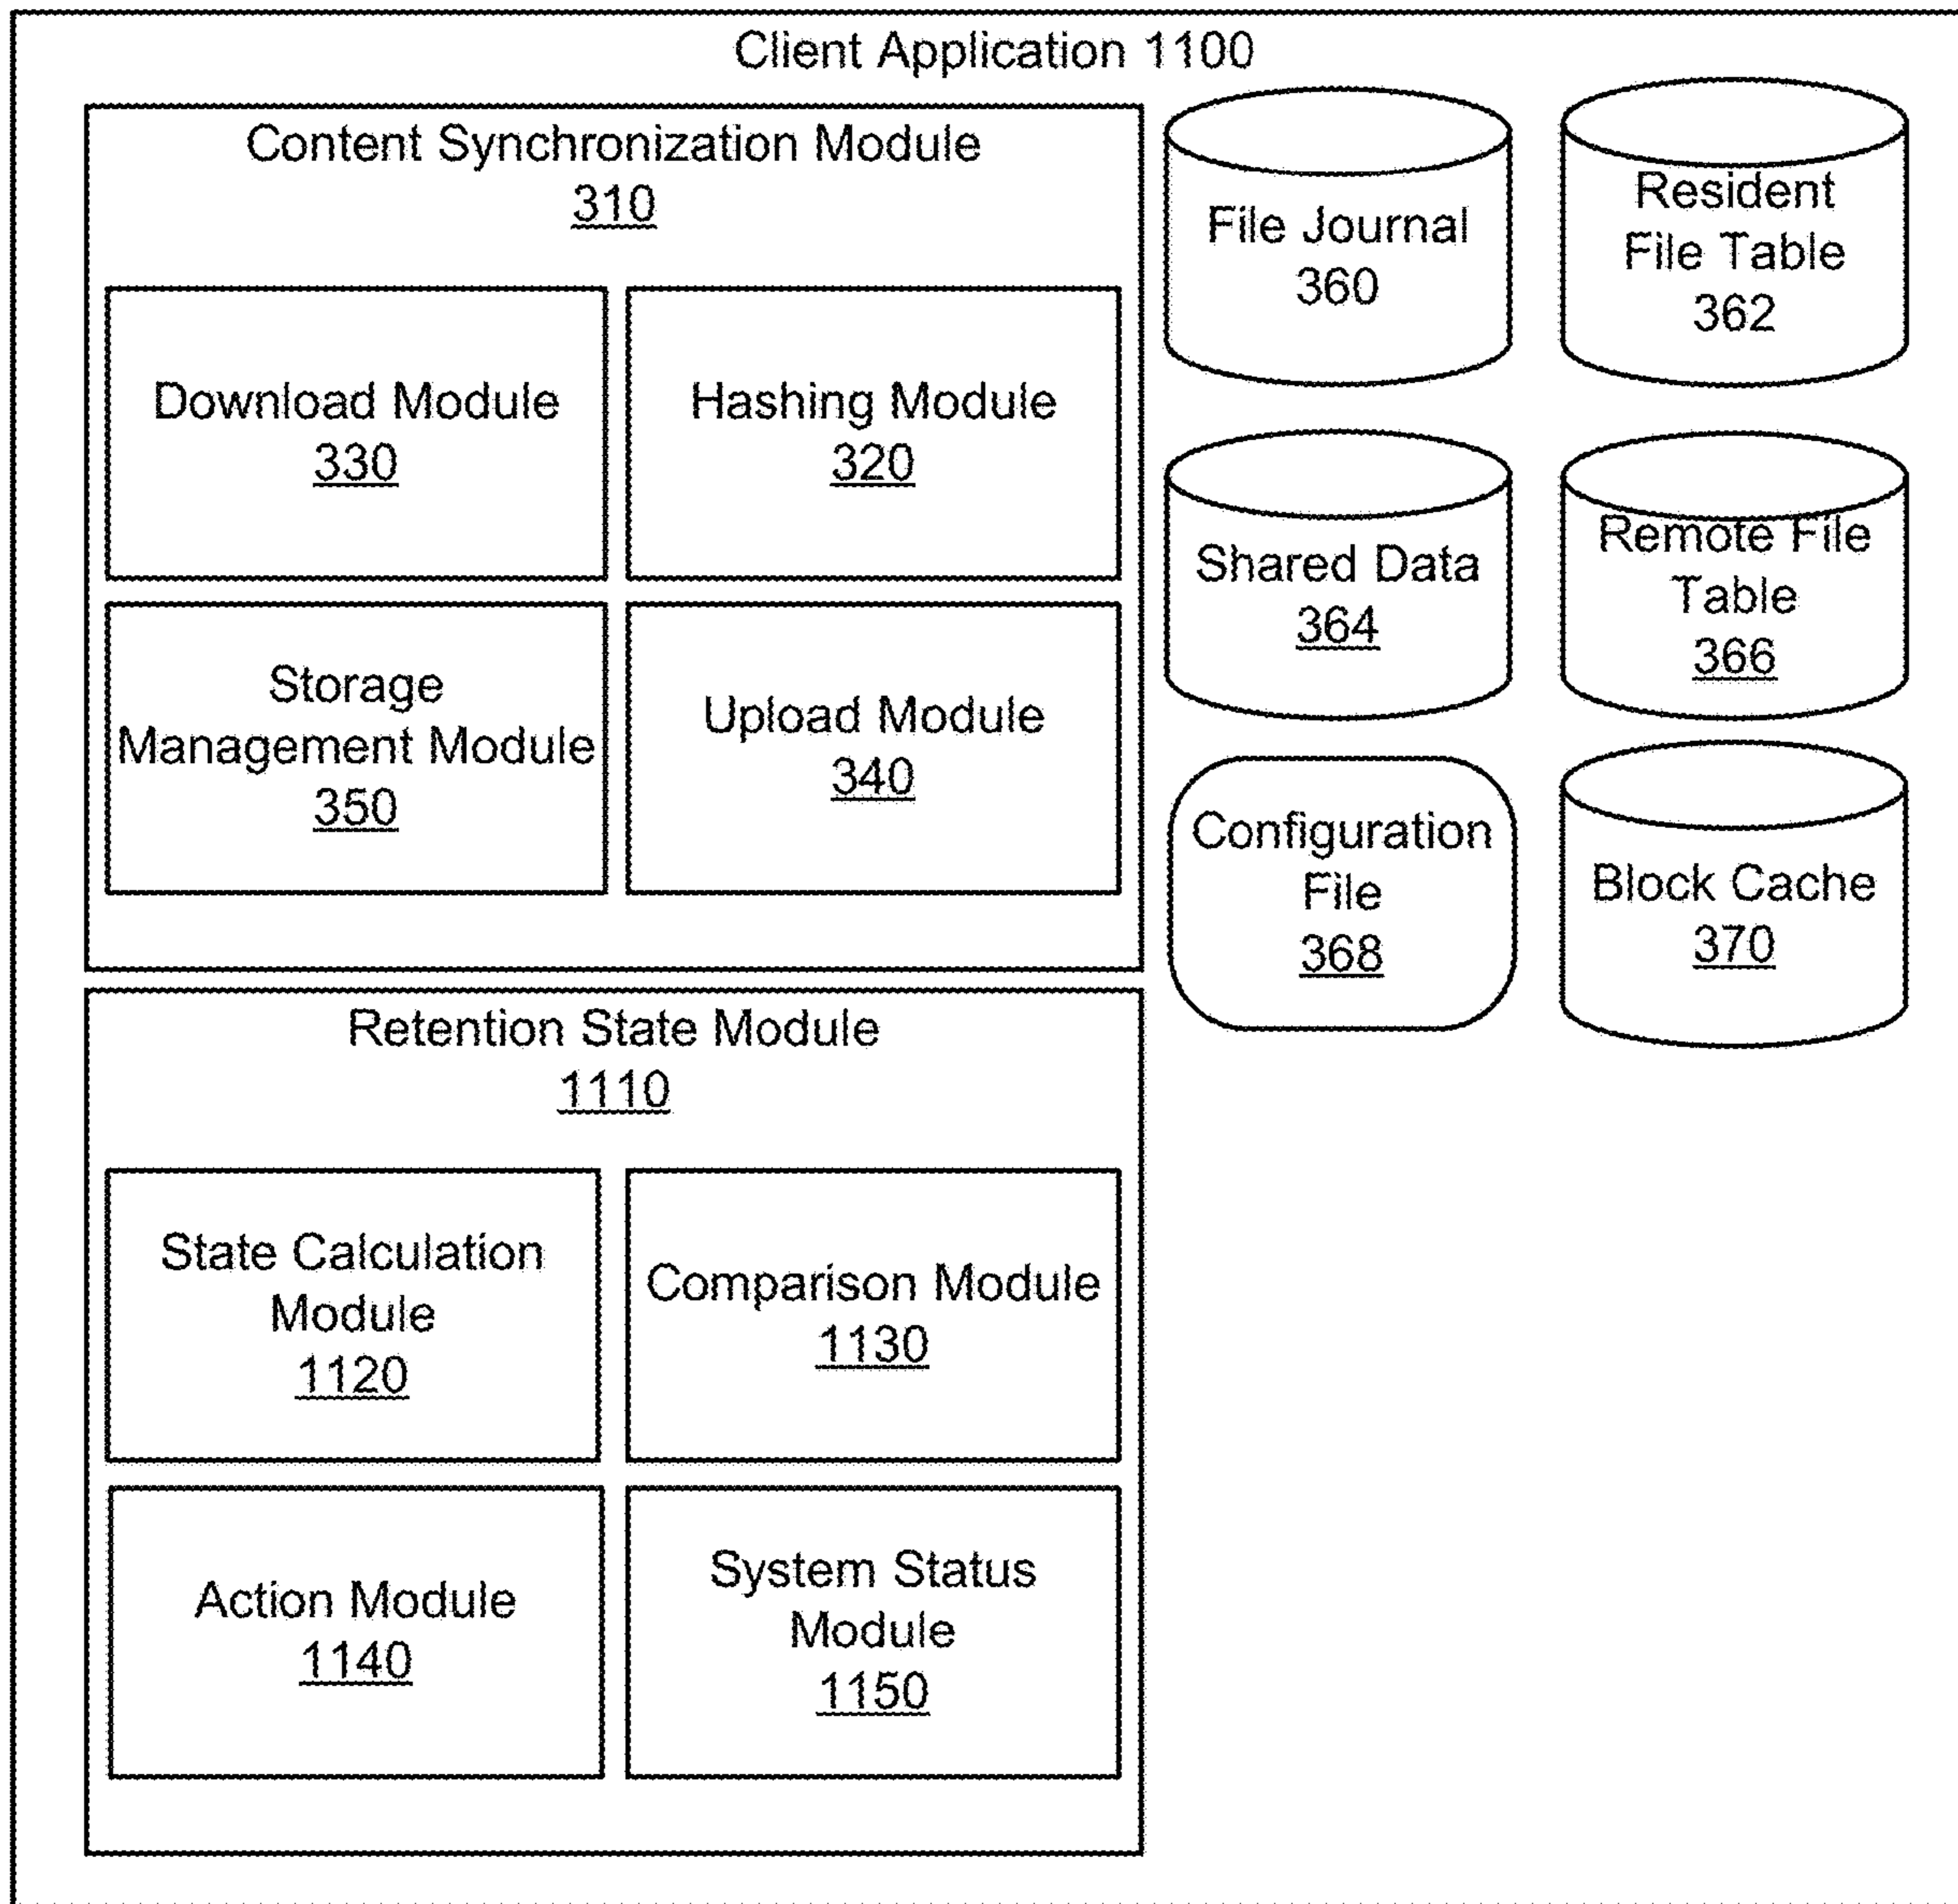 Client Application 1100
Content Synchronization Module
310
Download Module
330
Hashing Module
320
Storage
Management Module
350
Upload Module
340
File Journal
360
Resident
File Table
362
Shared Data
364
Remote File
Table
366
Configuration
File
368
Block Cache
370
Retention State Module
1110
State Calculation
Module
1120
Comparison Module
1130
Action Module
1140
System Status
Module
1150